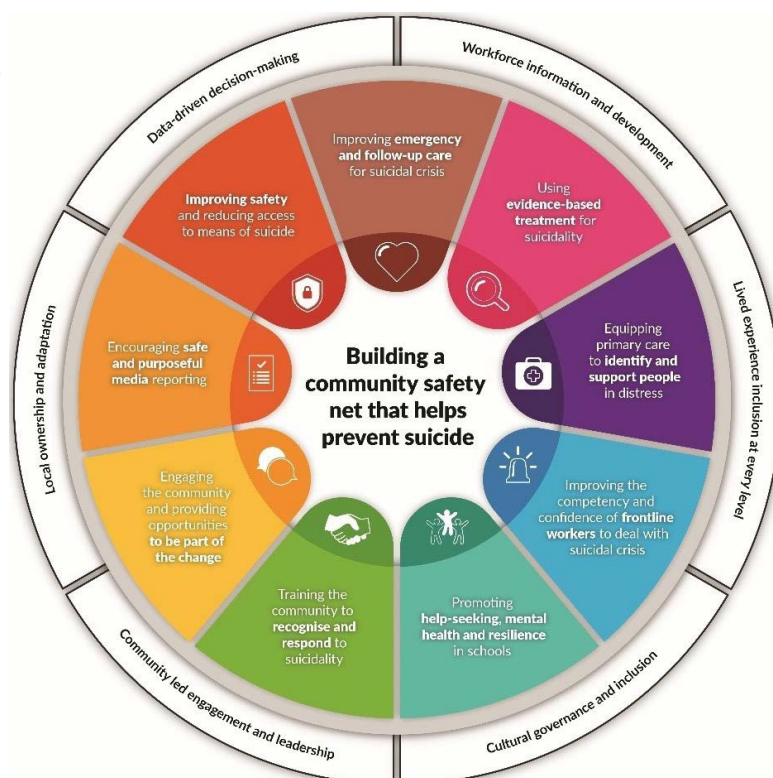 Building a
community safety
net that helps
prevent suicide
Improving emergency
and follow-up care
for suicidal crisis
Using
evidence-based
treatment for
suicidality
Equipping
primary care
to identify and
support people
in distress
Improving the
competency and
confidence of frontline
workers to deal with
suicidal crisis
Promoting
help-seeking, mental
health and resilience
in schools
Training the
community to
recognise and
respond to
suicidality
Engaging
the community
and providing
opportunities
to be part of
the change
Encouraging safe
and purposeful
media reporting
Improving safety
and reducing access
to means of suicide
Data-driven decision-making
Workforce information and development
Lived experience inclusion at every level
Cultural governance and inclusion
Community led engagement and leadership
Local ownership and adaptation